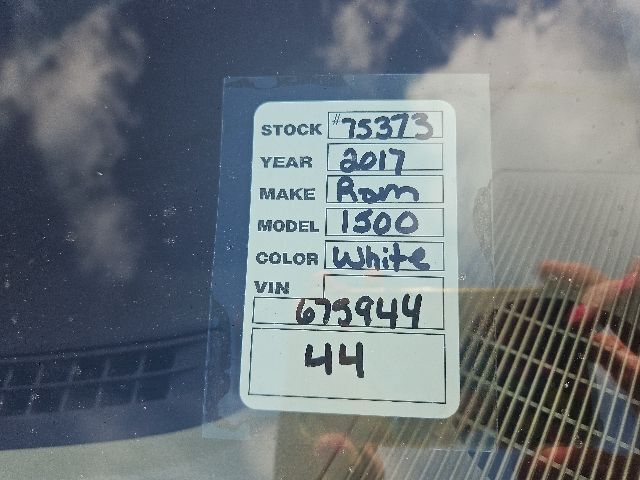 STOCK #75373
YEAR 2017
MAKE Ram
MODEL 1500
COLOR White
VIN
675944
44